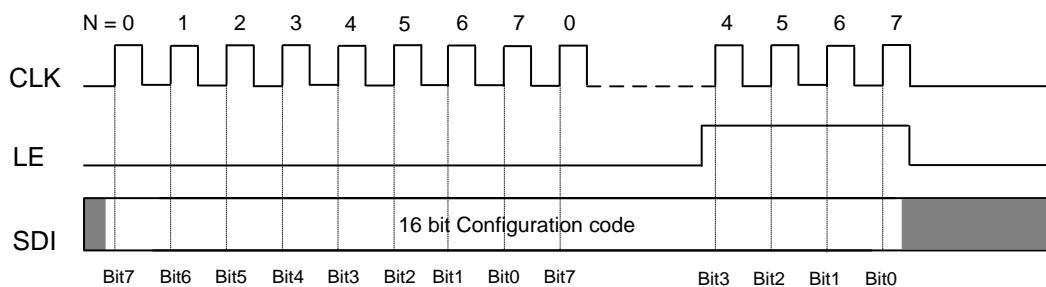 N = 0 1 2 3 4 5 6 7 0 4 5 6 7
CLK
LE
16 bit Configuration code
SDI
Bit7 Bit6 Bit5 Bit4 Bit3 Bit2 Bit1 Bit0 Bit7 Bit3 Bit2 Bit1 Bit0